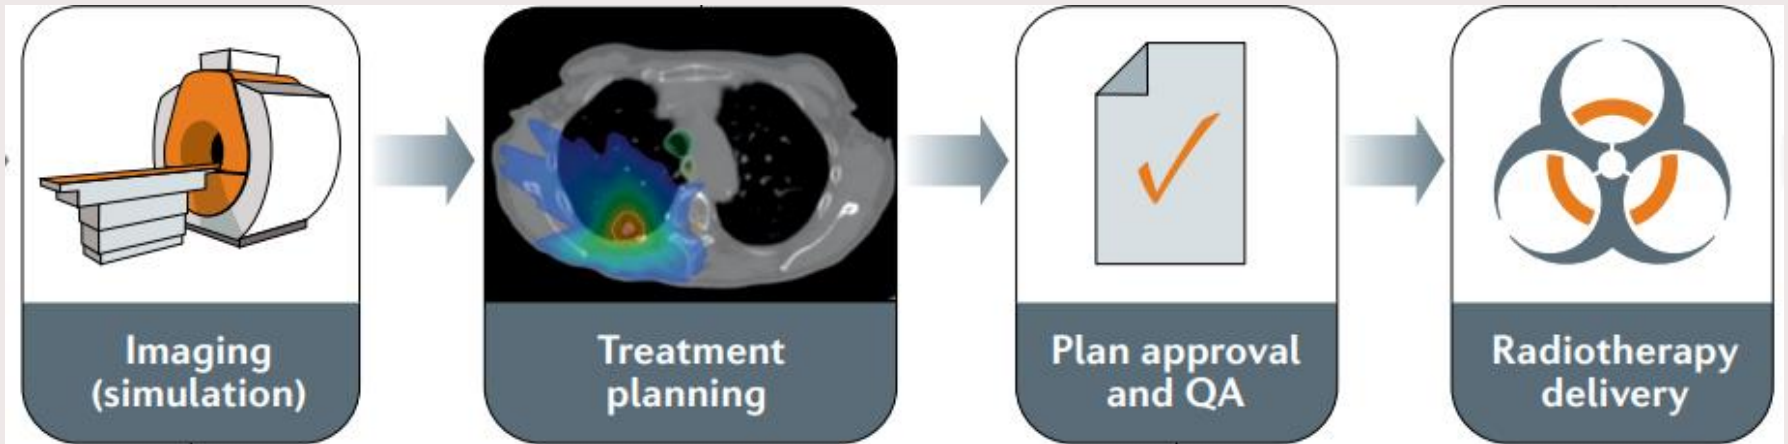 Imaging
(simulation)
Treatment
planning
Plan approval
and QA
Radiotherapy
delivery